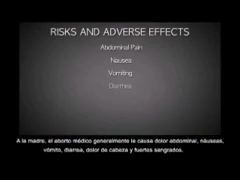 RISKS AND ADVERSE EFFECTS
Abdominal Pain
Nausea
Vomiting
Diarrhea
A la madre, el aborto médico generalmente le causa dolor abdominal, náuseas,
vómito, diarrea, dolor de cabeza y fuertes sangrados.